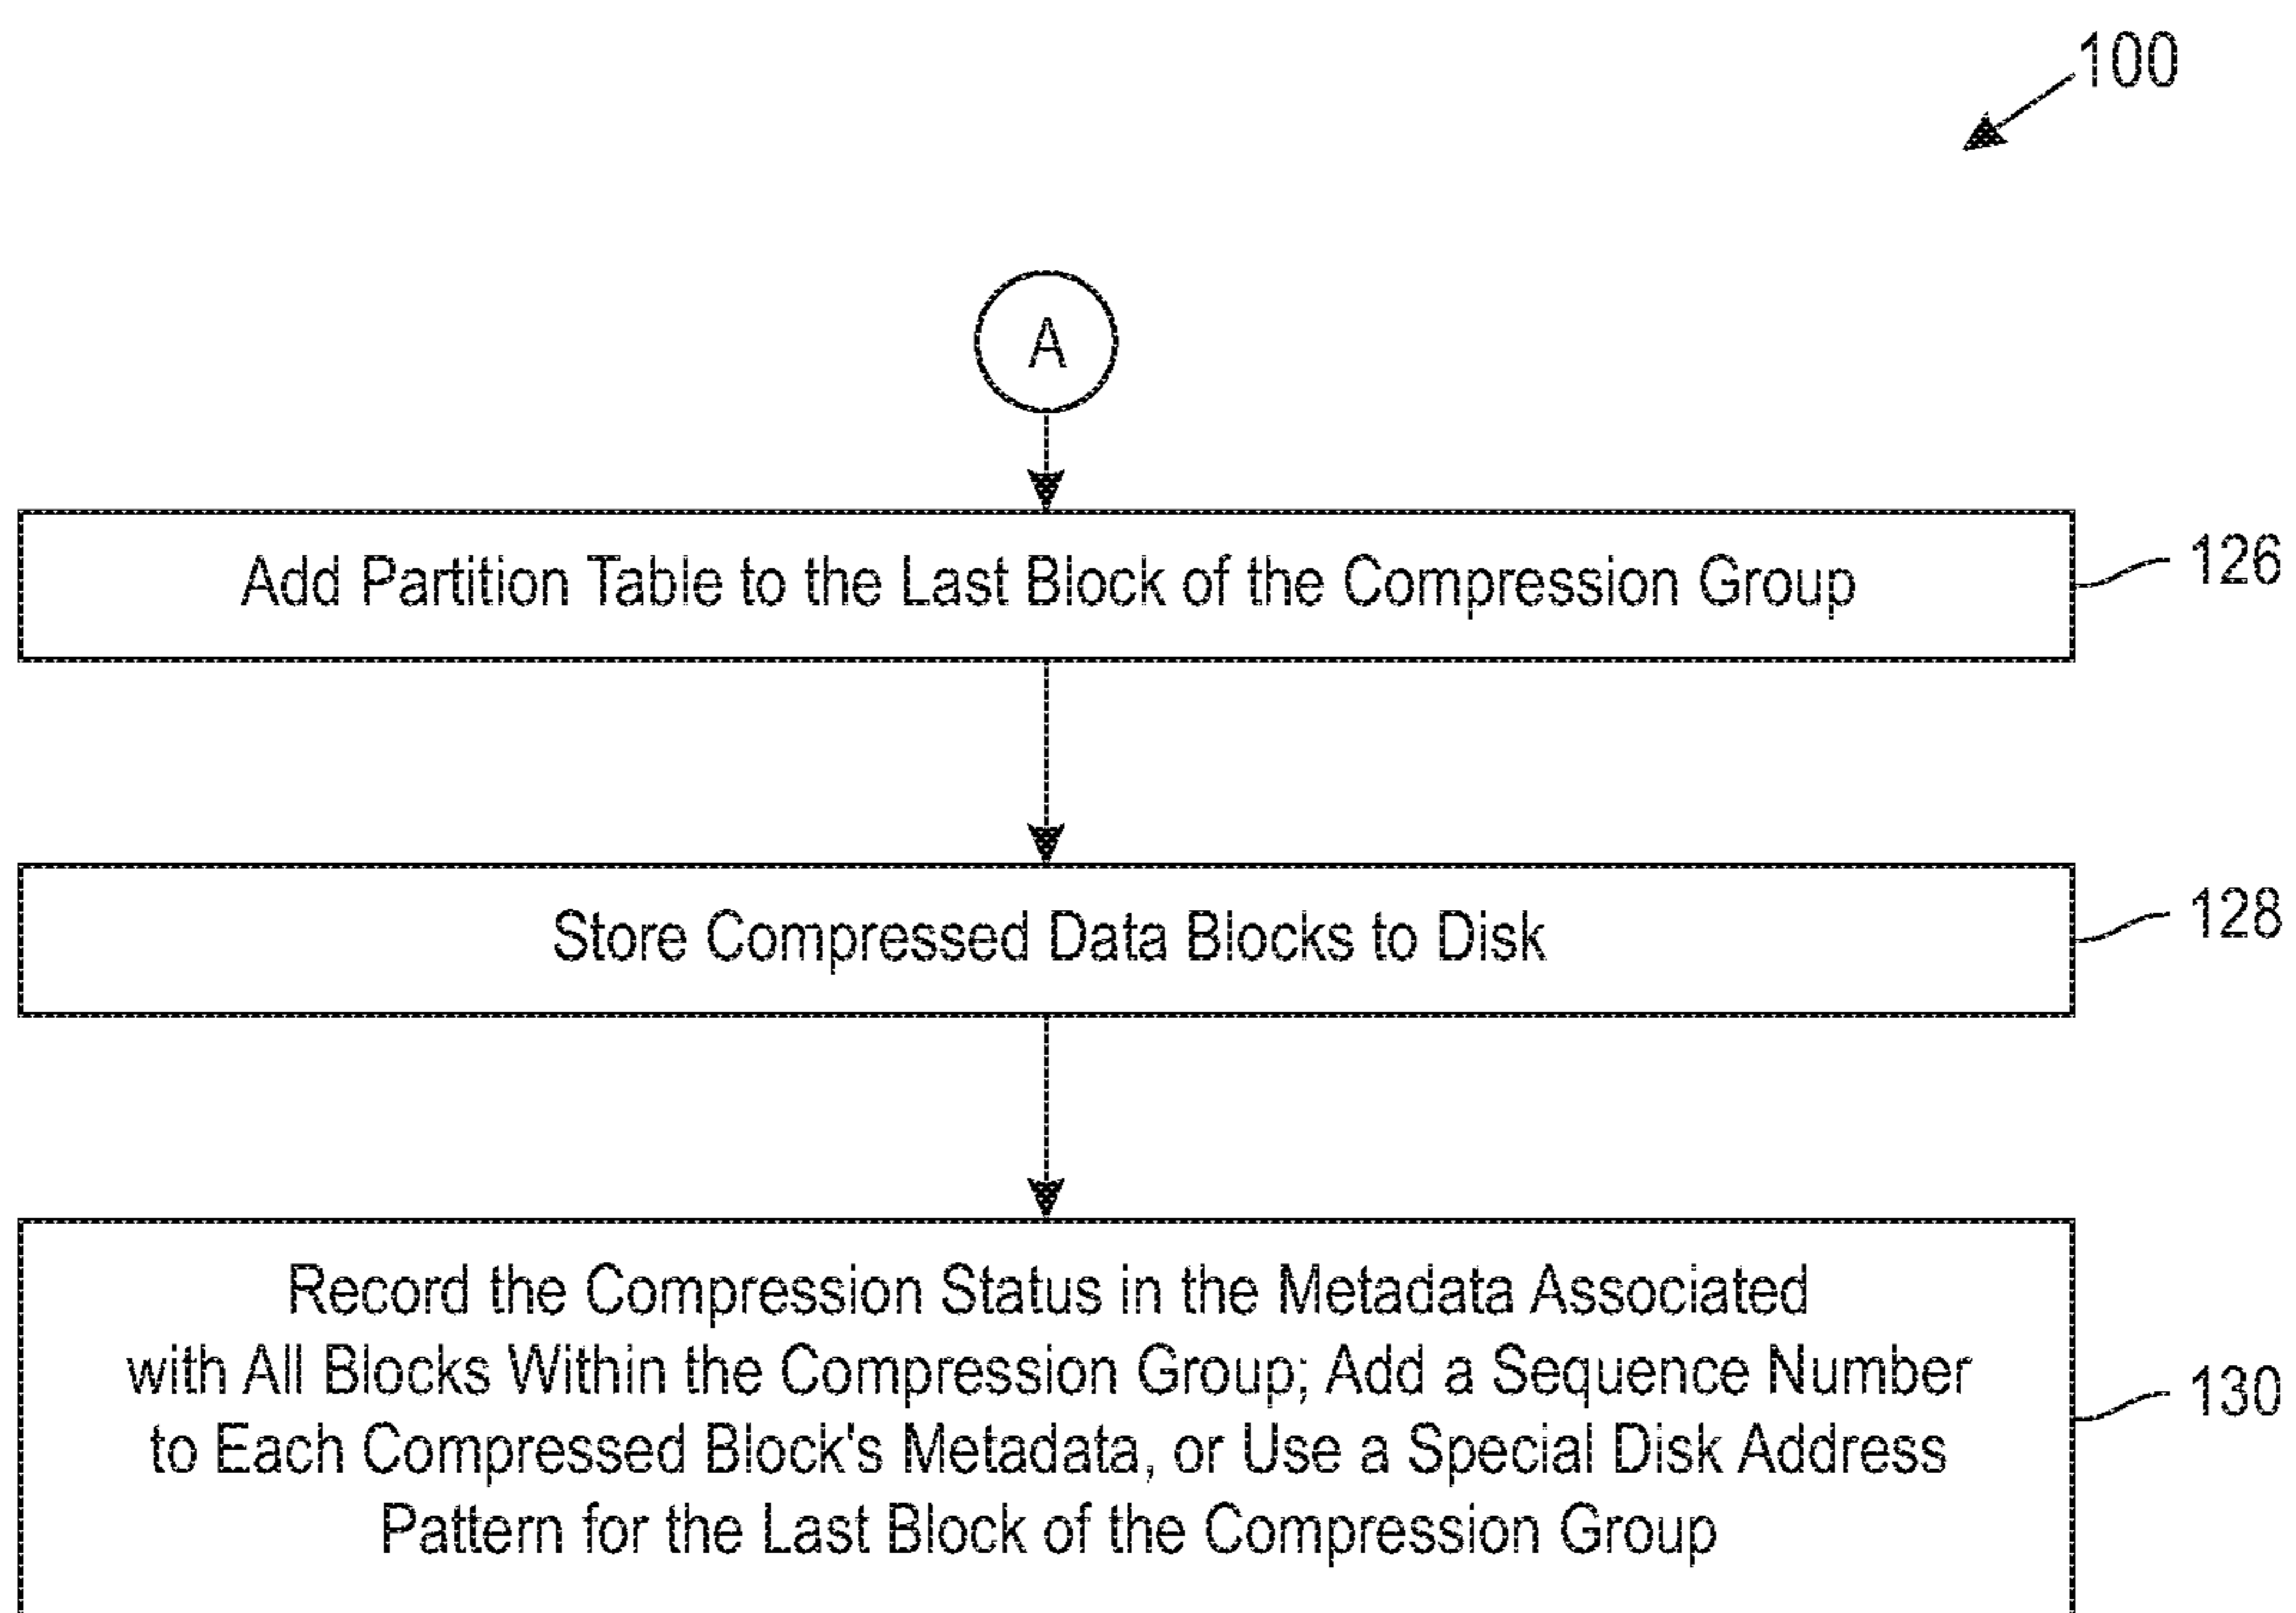 100
A
Add Partition Table to the Last Block of the Compression Group
126
Store Compressed Data Blocks to Disk
128
Record the Compression Status in the Metadata Associated
with All Blocks Within the Compression Group; Add a Sequence Number
to Each Compressed Block's Metadata, or Use a Special Disk Address
Pattern for the Last Block of the Compression Group
130